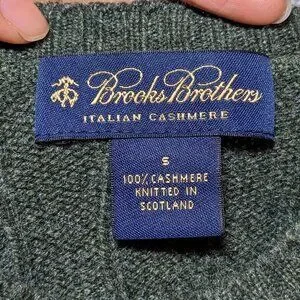 Brooks Brothers
ITALIAN CASHMERE
S
100% CASHMERE
KNITTED IN
SCOTLAND